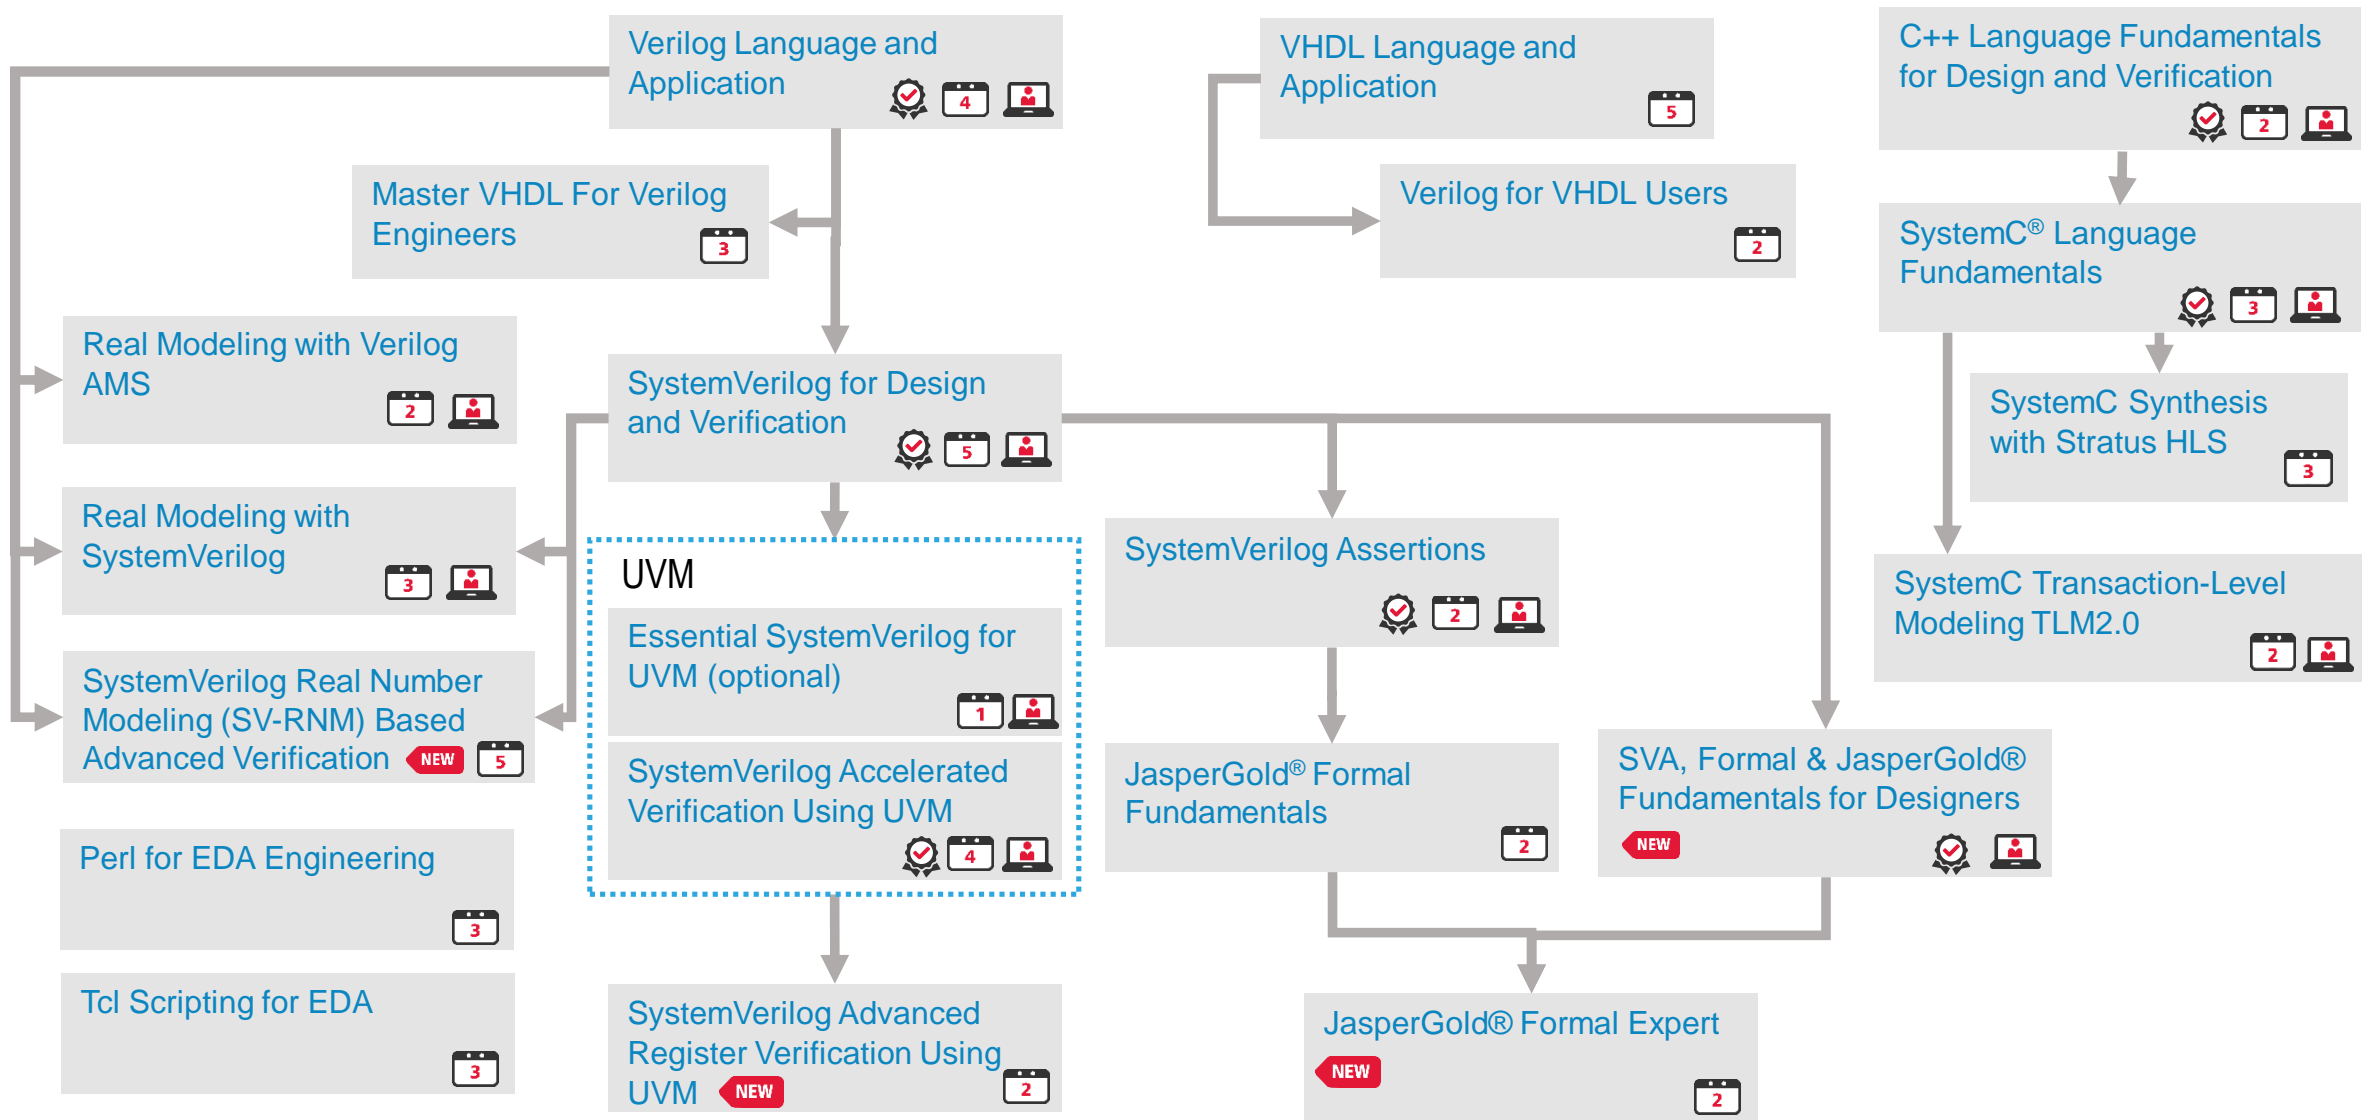 Verilog Language and
Application
4
VHDL Language and
Application
5
C++ Language Fundamentals
for Design and Verification
2
Master VHDL For Verilog
Engineers
3
Verilog for VHDL Users
2
SystemC® Language
Fundamentals
3
Real Modeling with Verilog
AMS
2
SystemVerilog for Design
and Verification
5
SystemC Synthesis
with Stratus HLS
3
Real Modeling with
SystemVerilog
3
UVM
Essential SystemVerilog for
UVM (optional)
1
SystemVerilog Accelerated
Verification Using UVM
4
SystemVerilog Assertions
2
SystemC Transaction-Level
Modeling TLM2.0
2
SystemVerilog Real Number
Modeling (SV-RNM) Based
Advanced Verification NEW 5
JasperGold® Formal
Fundamentals
2
SVA, Formal & JasperGold®
Fundamentals for Designers
NEW
Perl for EDA Engineering
3
Tcl Scripting for EDA
3
SystemVerilog Advanced
Register Verification Using
UVM NEW 2
JasperGold® Formal Expert
NEW
2